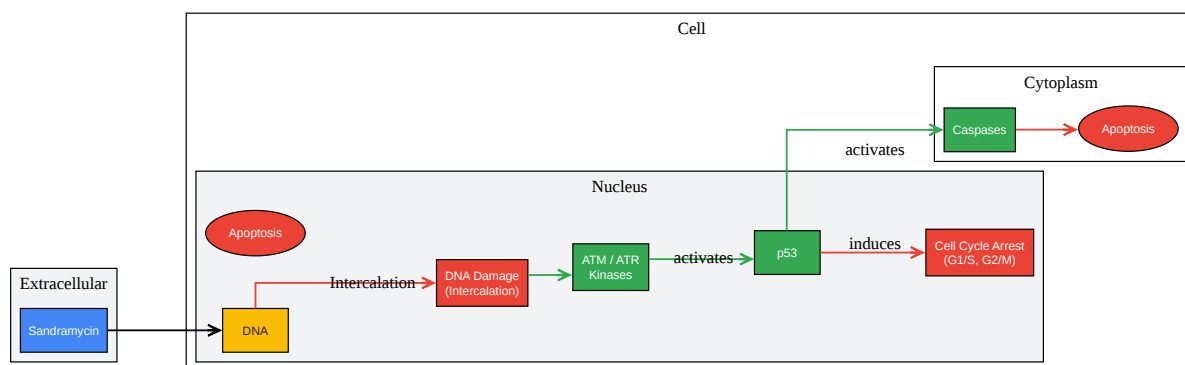 Cell
Cytoplasm
Caspases
Apoptosis
activates
Nucleus
Apoptosis
p53
induces
Cell Cycle Arrest
(G1/S, G2/M)
ATM / ATR
Kinases
activates
DNA Damage
(Intercalation)
Intercalation
Extracellular
Sandramycin
DNA